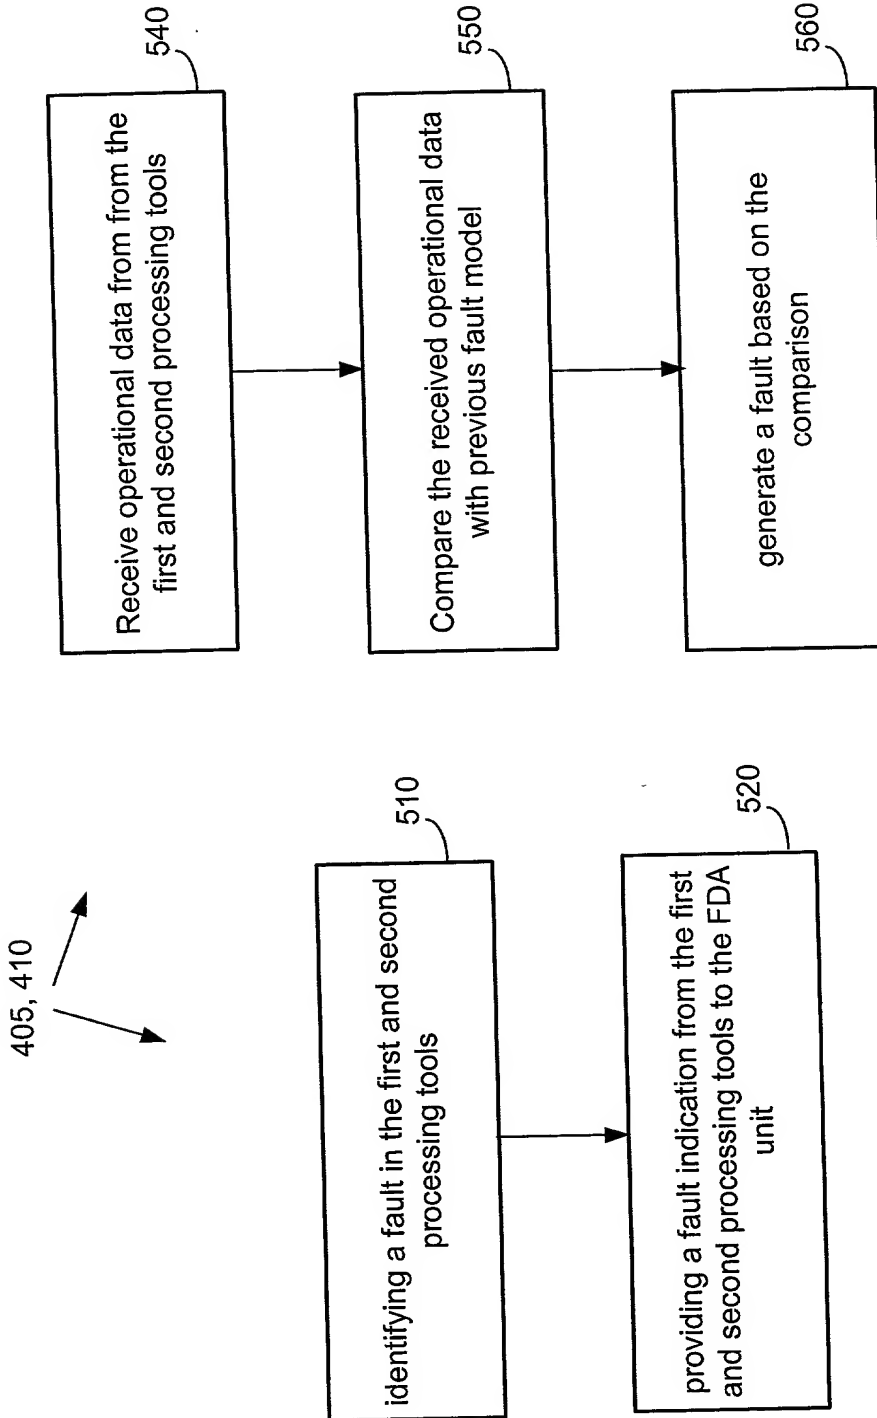 405, 410
510
identifying a fault in the first and second
processing tools
520
providing a fault indication from the first
and second processing tools to the FDA
unit
540
Receive operational data from from the
first and second processing tools
550
Compare the received operational data
with previous fault model
560
generate a fault based on the
comparison